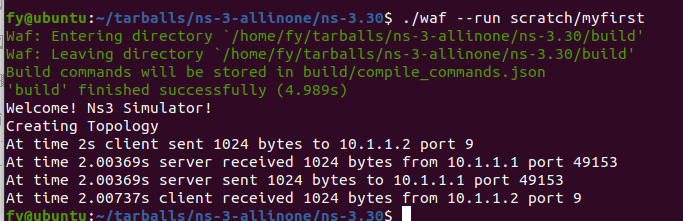 fy@ubuntu:~/tarballs/ns-3-allinone/ns-3.30$ ./waf --run scratch/myfirst
Waf: Entering directory `/home/fy/tarballs/ns-3-allinone/ns-3.30/build'
Waf: Leaving directory `/home/fy/tarballs/ns-3-allinone/ns-3.30/build'
Build commands will be stored in build/compile_commands.json
'build' finished successfully (4.989s)
Welcome! Ns3 Simulator!
Creating Topology
At time 2s client sent 1024 bytes to 10.1.1.2 port 9
At time 2.00369s server received 1024 bytes from 10.1.1.1 port 49153
At time 2.00369s server sent 1024 bytes to 10.1.1.1 port 49153
At time 2.00737s client received 1024 bytes from 10.1.1.2 port 9
fy@ubuntu:~/tarballs/ns-3-allinone/ns-3.30$